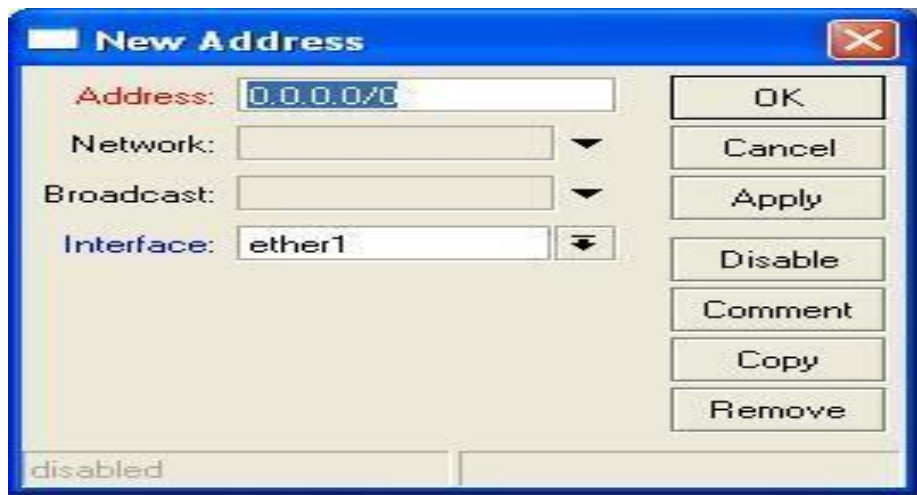 New Address
Address: 0.0.0.0/0
OK
Network:
Cancel
Broadcast:
Apply
Interface: ether1
Disable
Comment
Copy
Remove
disabled